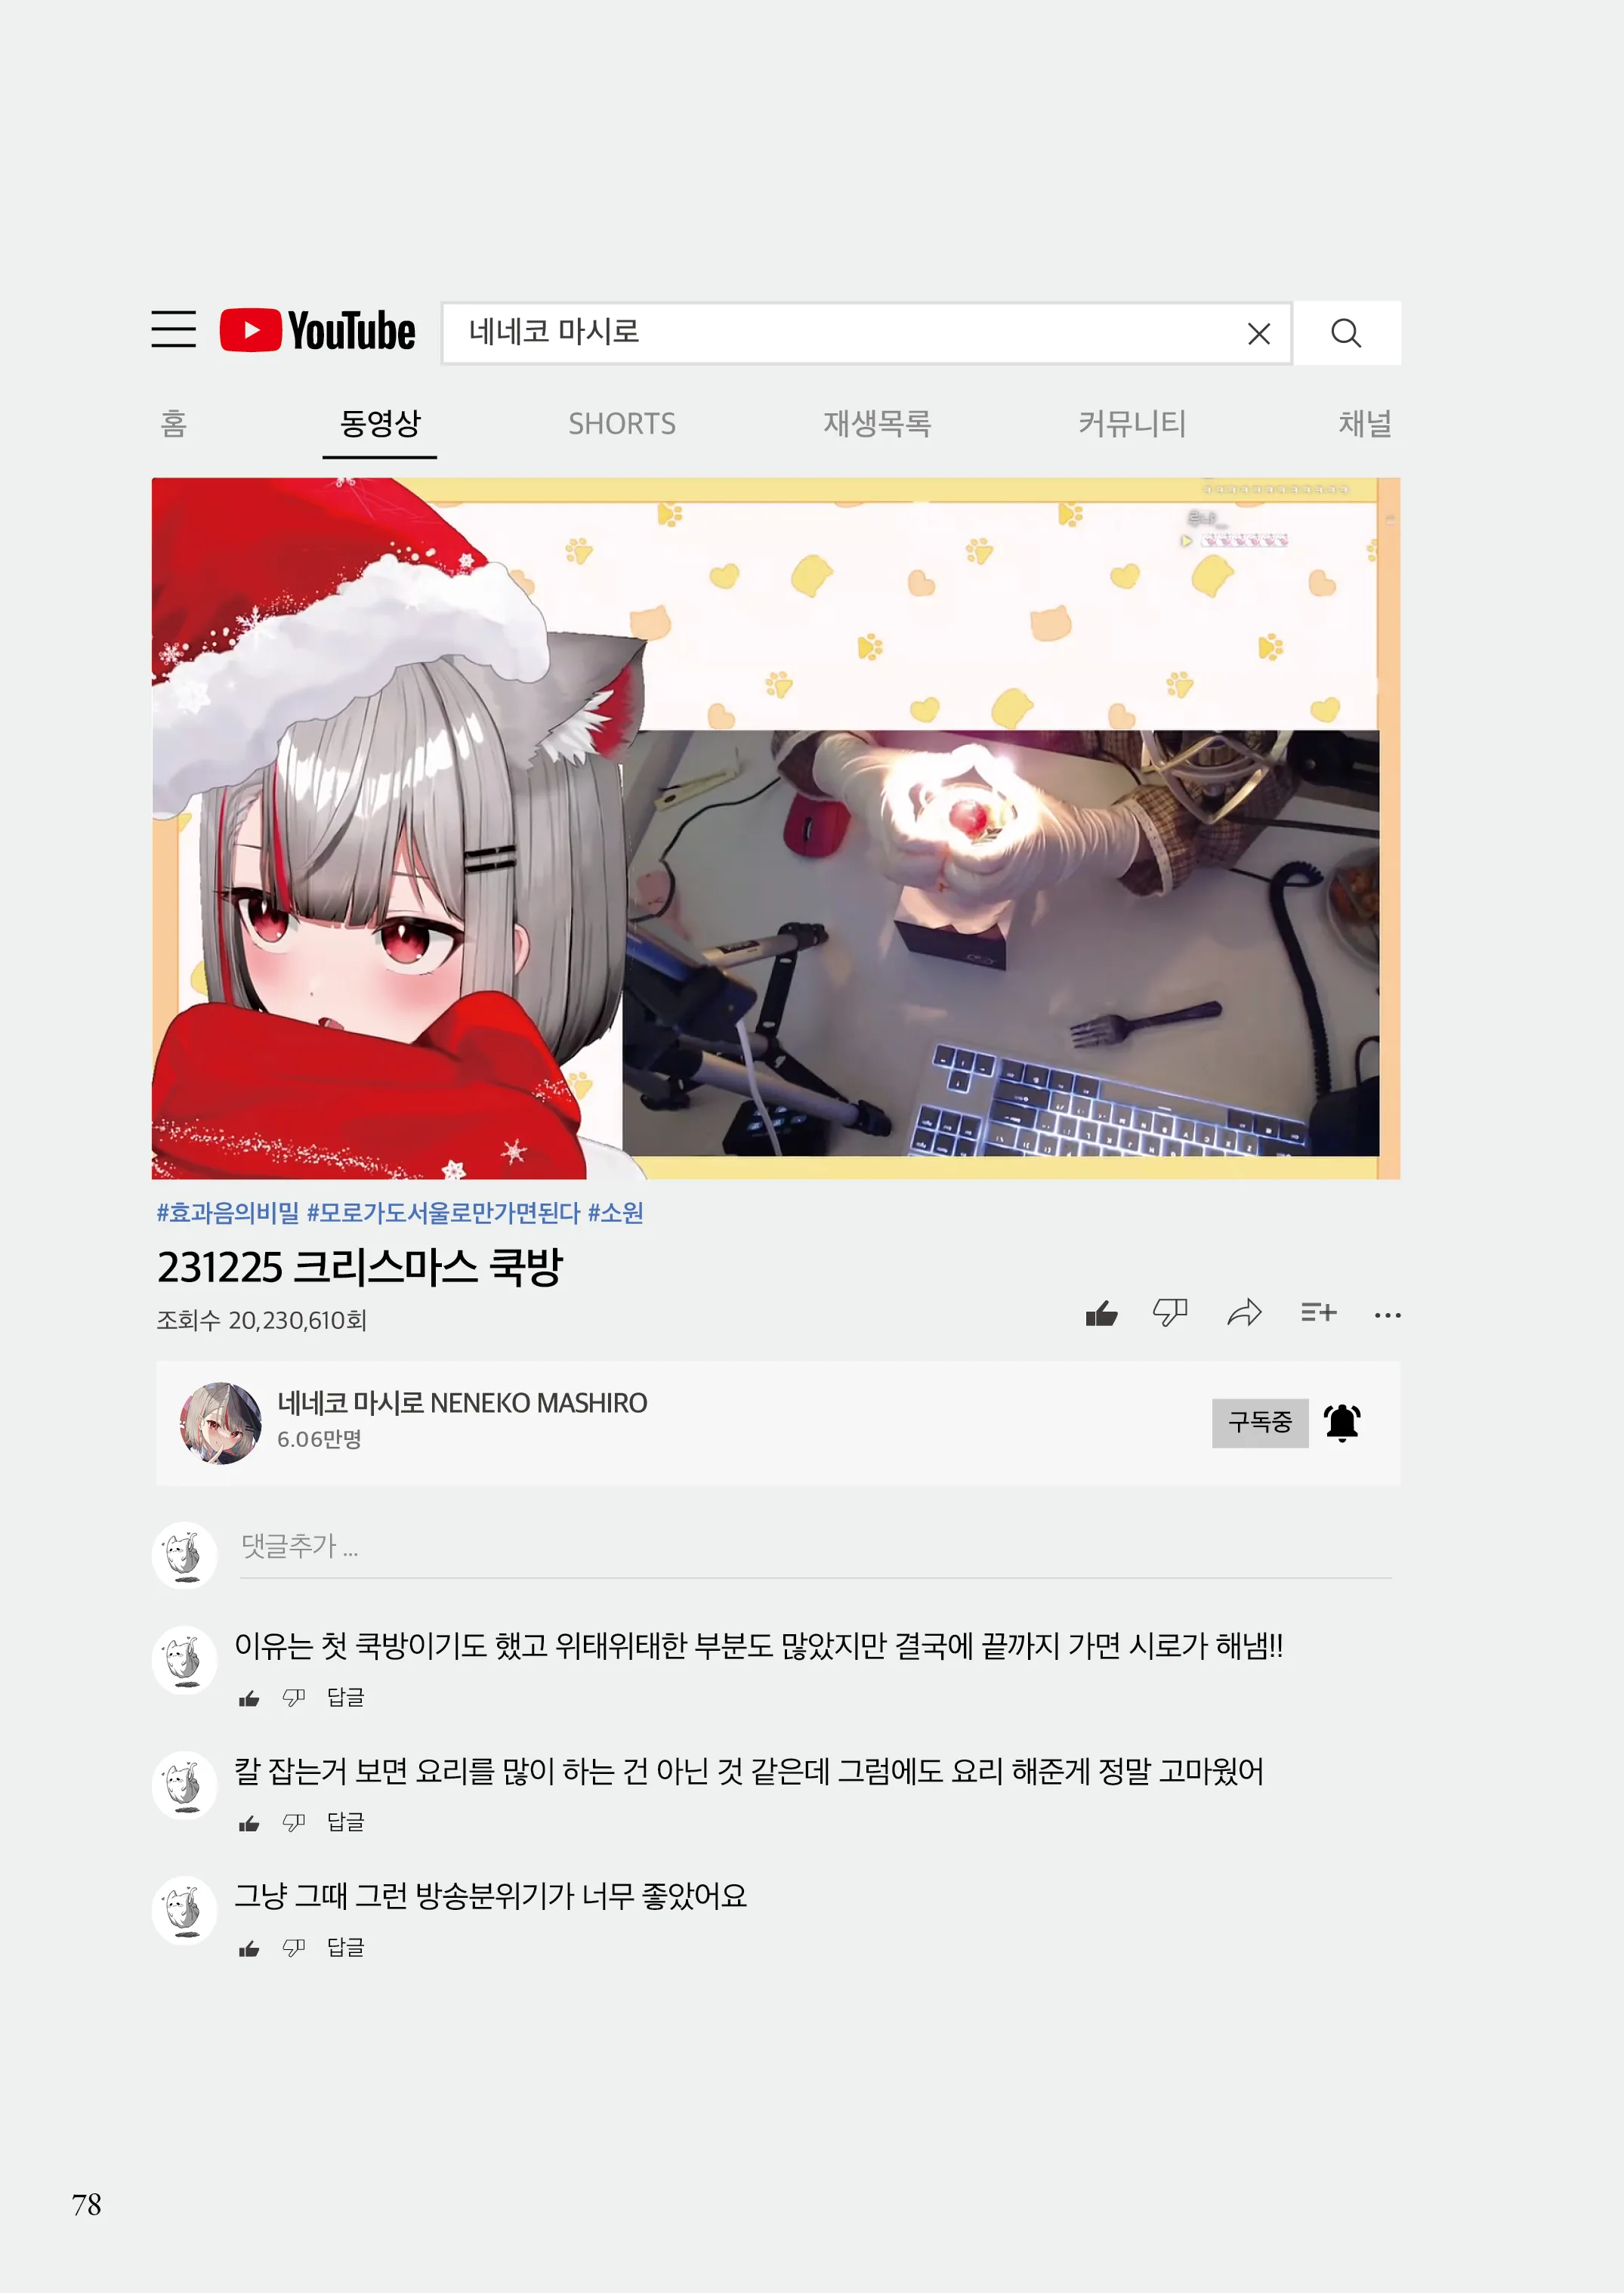 YouTube
네네코 마시로
홈 동영상 SHORTS 재생목록 커뮤니티 채널
루냐_
#효과음의비밀 #모로가도서울로만가면된다 #소원
231225 크리스마스 쿡방
조회수 20,230,610회
네네코 마시로 NENEKO MASHIRO
6.06만명
구독중
댓글추가 ...
이유는 첫 쿡방이기도 했고 위태위태한 부분도 많았지만 결국에 끝까지 가면 시로가 해냄!!
답글
칼 잡는거 보면 요리를 많이 하는 건 아닌 것 같은데 그럼에도 요리 해준게 정말 고마웠어
답글
그냥 그때 그런 방송분위기가 너무 좋았어요
답글
78